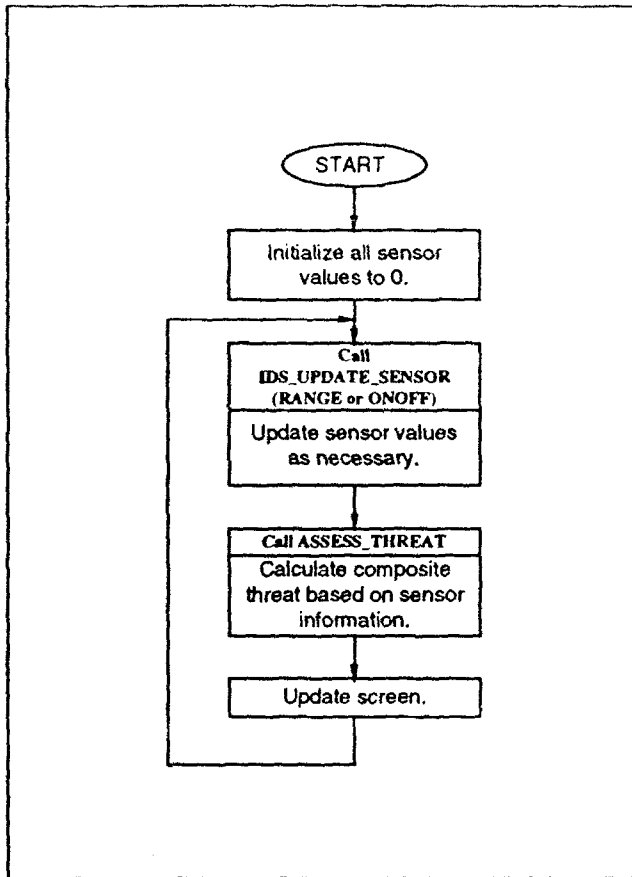 START
Initialize all sensor
values to 0.
Call
IDS_UPDATE_SENSOR
(RANGE or ONOFF)
Update sensor values
as necessary.
Call ASSESS_THREAT
Calculate composite
threat based on sensor
information.
Update screen.